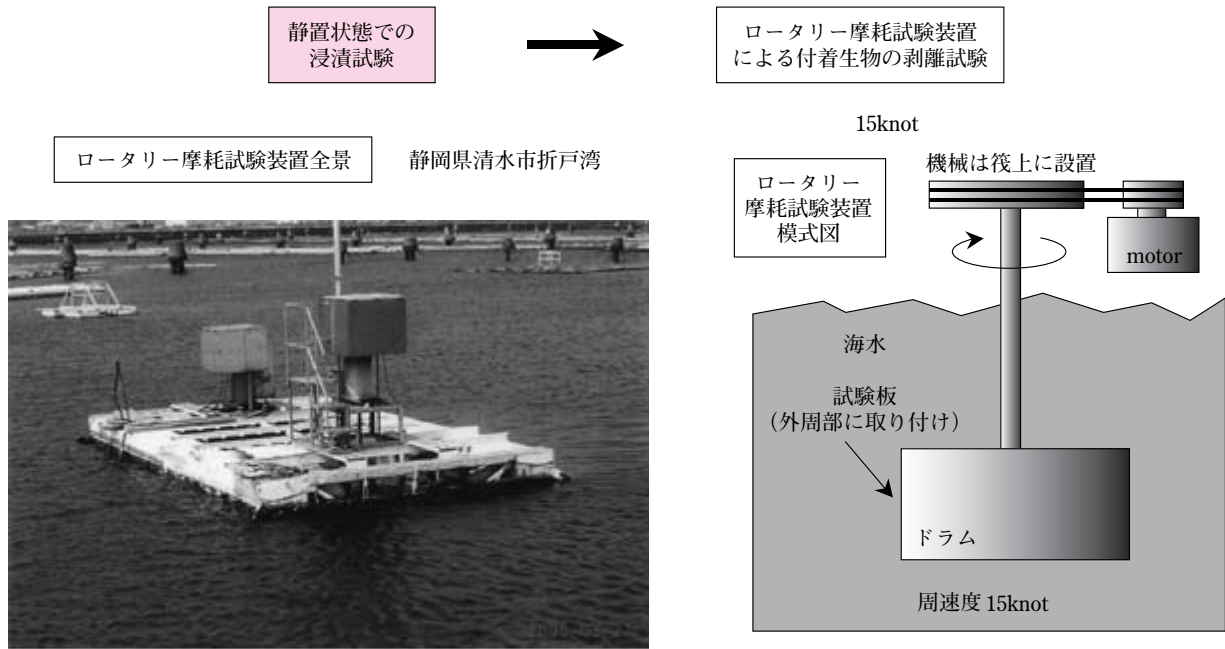 静置状態での
浸漬試験
ロータリー摩耗試験装置
による付着生物の剥離試験
15knot
ロータリー摩耗試験装置全景
静岡県清水市折戸湾
機械は筏上に設置
ロータリー
摩耗試験装置
模式図
motor
海水
試験板
（外周部に取り付け）
ドラム
周速度 15knot